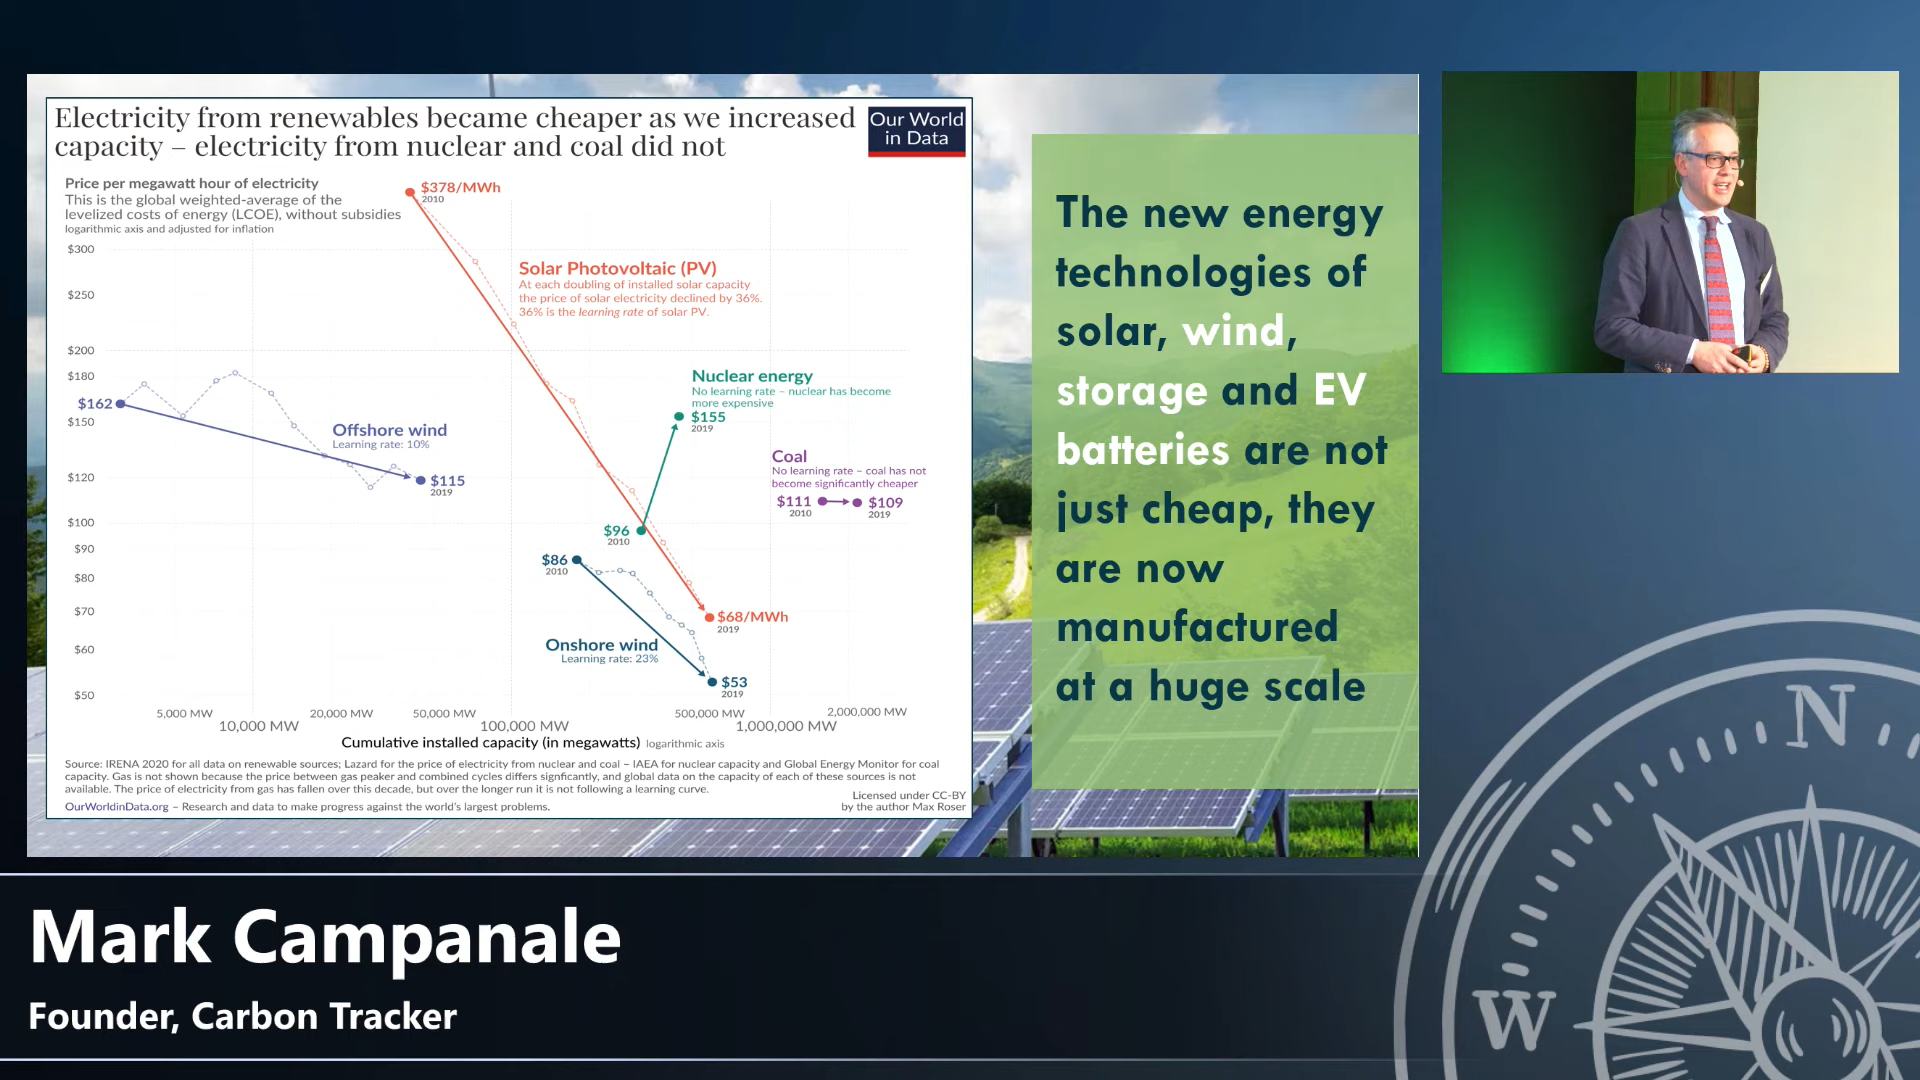 Electricity from renewables became cheaper as we increased
capacity – electricity from nuclear and coal did not
Our World
in Data
Price per megawatt hour of electricity
This is the global weighted-average of the
levelized costs of energy (LCOE), without subsidies
logarithmic axis and adjusted for inflation
$378/MWh
2010
$300
$250
$200
$180
$150
$120
$100
$90
$80
$70
$60
$50
Solar Photovoltaic (PV)
At each doubling of installed solar capacity
the price of solar electricity declined by 36%.
36% is the learning rate of solar PV.
Nuclear energy
No learning rate – nuclear has become
more expensive
$155
2019
$162
Offshore wind
Learning rate: 10%
$115
2019
Coal
No learning rate – coal has not
become significantly cheaper
$111
2010
$109
2019
$96
2010
$86
2010
$68/MWh
2019
Onshore wind
Learning rate: 23%
$53
2019
5,000 MW
10,000 MW
20,000 MW
50,000 MW
100,000 MW
500,000 MW
1,000,000 MW
2,000,000 MW
Cumulative installed capacity (in megawatts) logarithmic axis
Source: IRENA 2020 for all data on renewable sources; Lazard for the price of electricity from nuclear and coal – IAEA for nuclear capacity and Global Energy Monitor for coal
capacity. Gas is not shown because the price between gas peaker and combined cycles differs signficantly, and global data on the capacity of each of these sources is not
available. The price of electricity from gas has fallen over this decade, but over the longer run it is not following a learning curve.
OurWorldinData.org – Research and data to make progress against the world's largest problems.
Licensed under CC-BY
by the author Max Roser
The new energy
technologies of
solar, wind,
storage and EV
batteries are not
just cheap, they
are now
manufactured
at a huge scale
Mark Campanale
Founder, Carbon Tracker
N
W